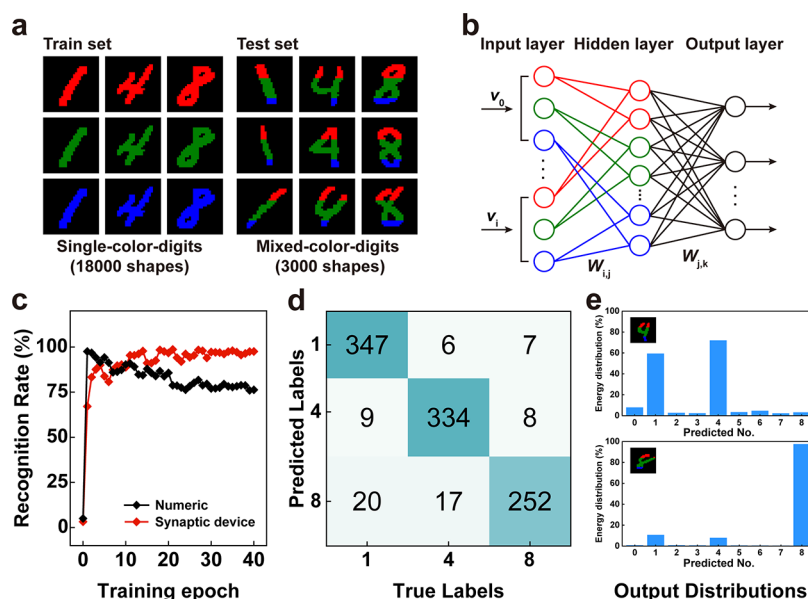 a
Train set
Test set
Single-color-digits
(18000 shapes)
Mixed-color-digits
(3000 shapes)
b
Input layer Hidden layer Output layer
v0
vi
Wi,j
Wj,k
c
Recognition Rate (%)
100
75
50
25
0
Numeric
Synaptic device
0 10 20 30 40
Training epoch
d
Predicted Labels
1
4
8
347 6 7
9 334 8
20 17 252
1 4 8
True Labels
e
Energy distribution (%)
100
80
60
40
20
0
0 1 2 3 4 5 6 7 8
Predicted No.
Energy distribution (%)
100
80
60
40
20
0
0 1 2 3 4 5 6 7 8
Predicted No.
Output Distributions